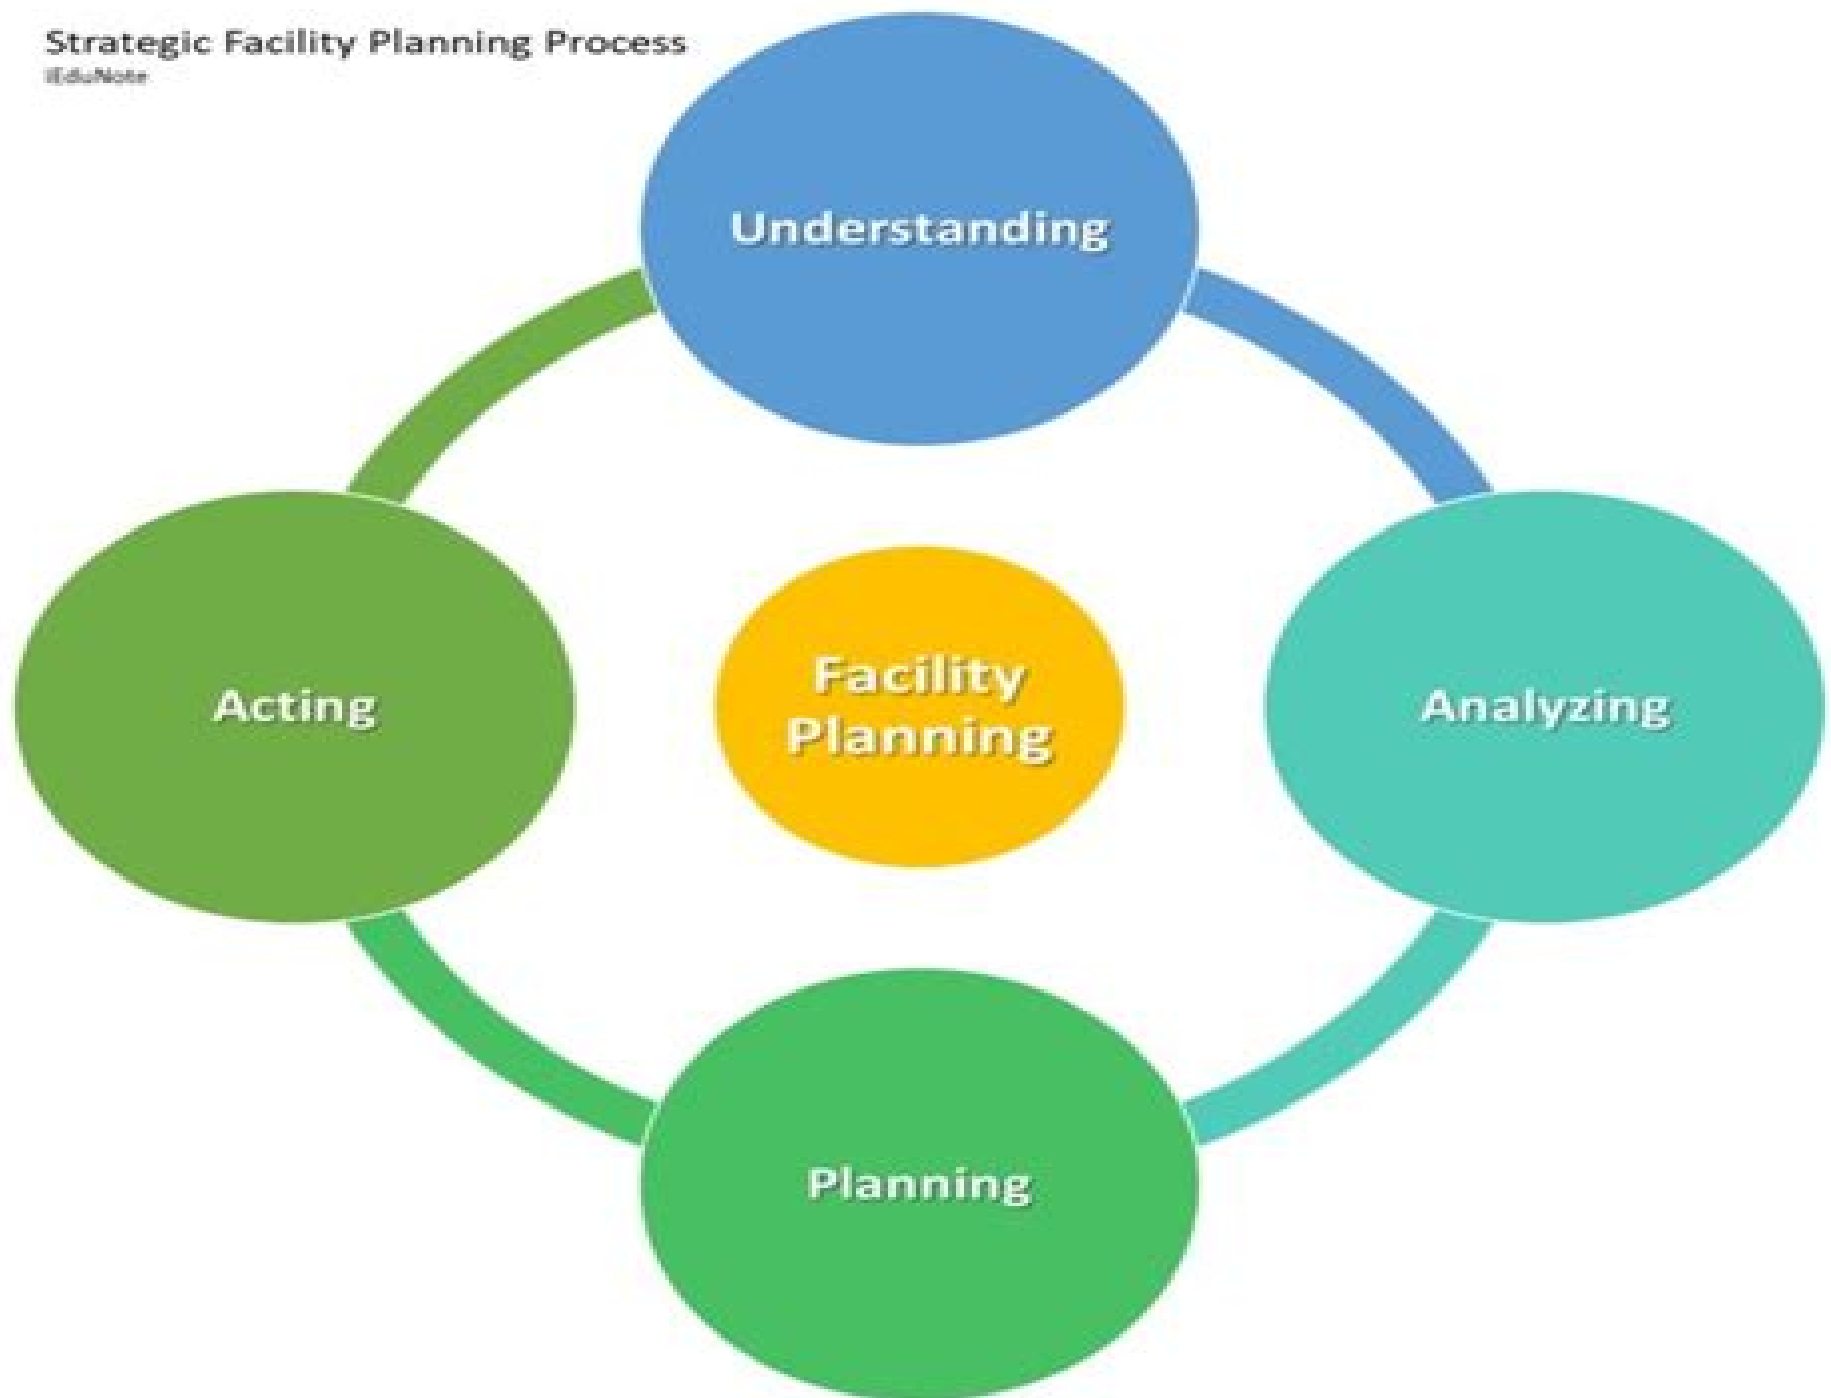 Strategic Facility Planning Process
iEduNote
Understanding
Acting
Facility
Planning
Analyzing
Planning